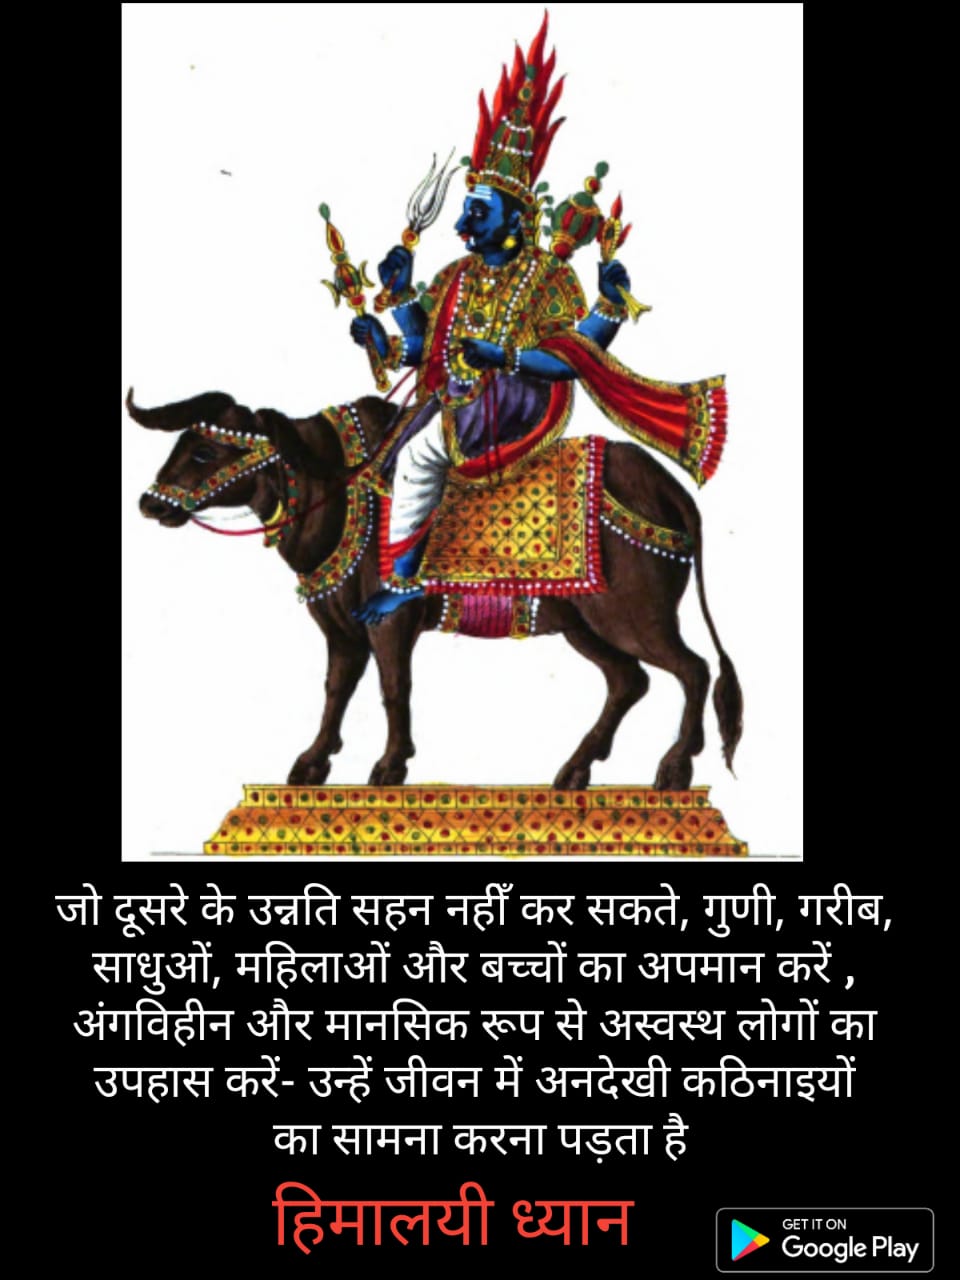 जो दूसरे के उन्नति सहन नहीँ कर सकते, गुणी, गरीब,
साधुओं, महिलाओं और बच्चों का अपमान करें ,
अंगविहीन और मानसिक रूप से अस्वस्थ लोगों का
उपहास करें- उन्हें जीवन में अनदेखी कठिनाइयों
का सामना करना पड़ता है
हिमालयी ध्यान
GET IT ON
Google Play